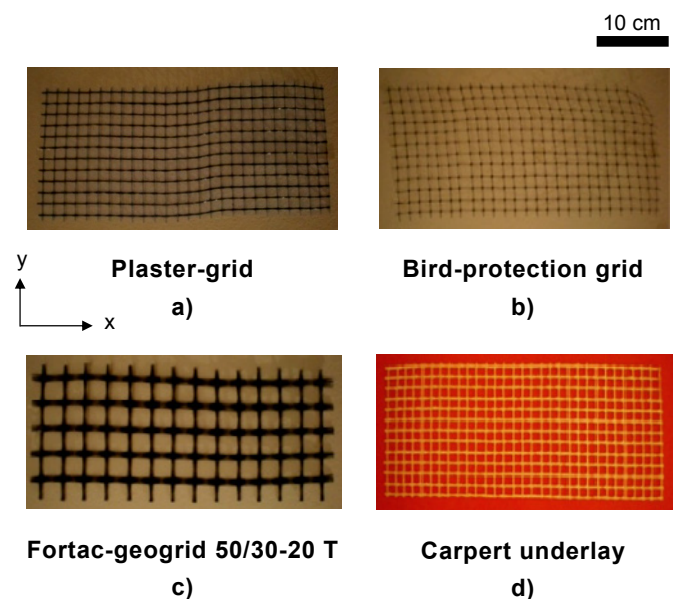 10 cm
Plaster-grid
a)
Bird-protection grid
b)
y
x
Fortac-geogrid 50/30-20 T
c)
Carpert underlay
d)